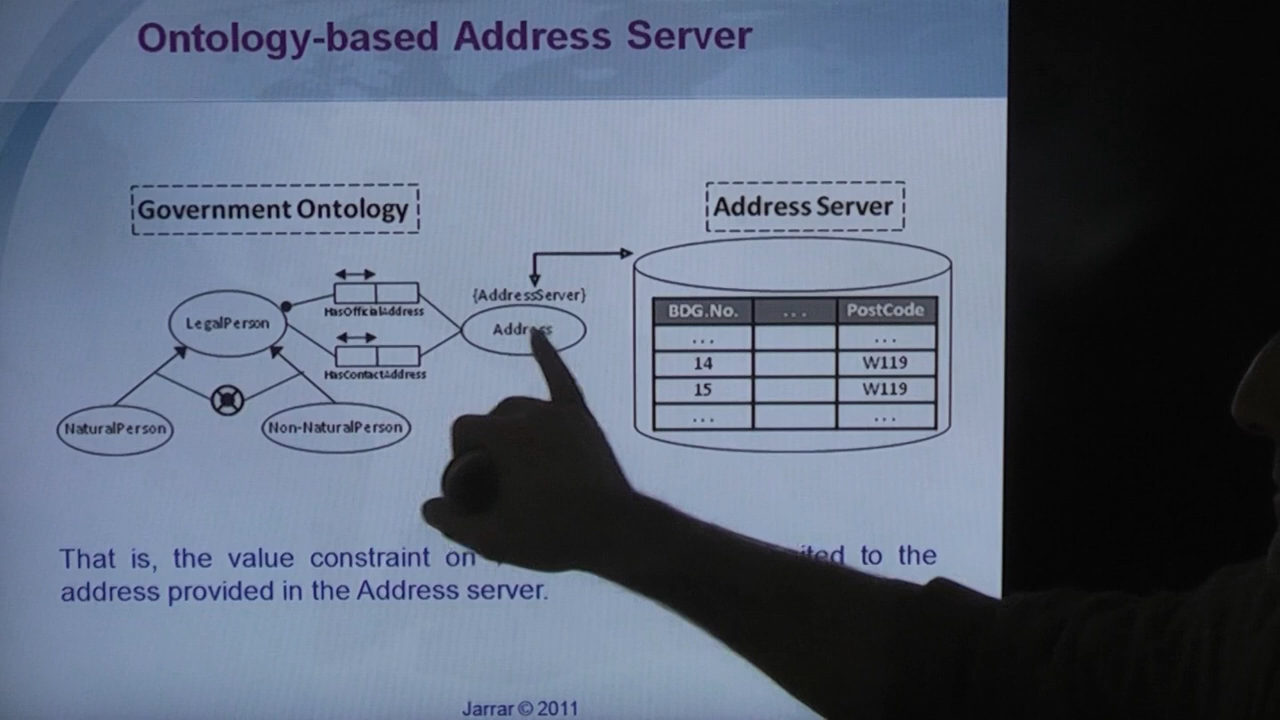 Ontology-based Address Server
Government Ontology
Address Server
{AddressServer}
LegalPerson
HasOfficialAddress
Address
HasContactAddress
NaturalPerson
Non-NaturalPerson
BDG.No. ... PostCode
... ...
14 W119
15 W119
... ...
That is, the value constraint on to the
address provided in the Address server.
Jarrar © 2011